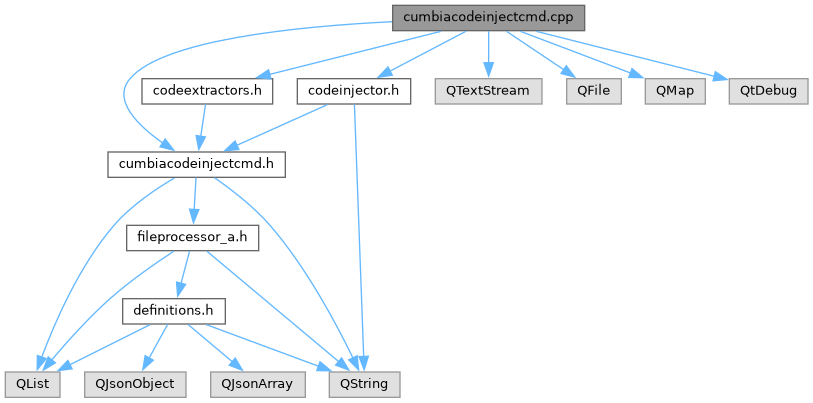 cumbiacodeinjectcmd.cpp
codeextractors.h
codeinjector.h
QTextStream
QFile
QMap
QtDebug
cumbiacodeinjectcmd.h
fileprocessor_a.h
definitions.h
QList
QJsonObject
QJsonArray
QString